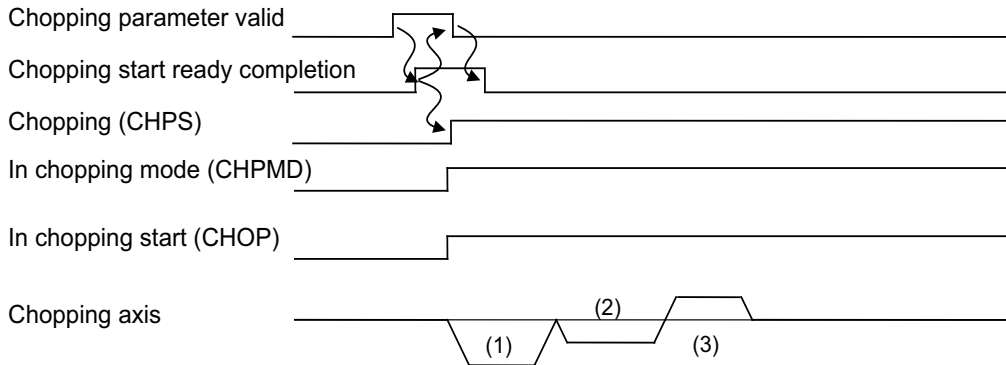 Chopping parameter valid
Chopping start ready completion
Chopping (CHPS)
In chopping mode (CHPMD)
In chopping start (CHOP)
Chopping axis
(1)
(2)
(3)